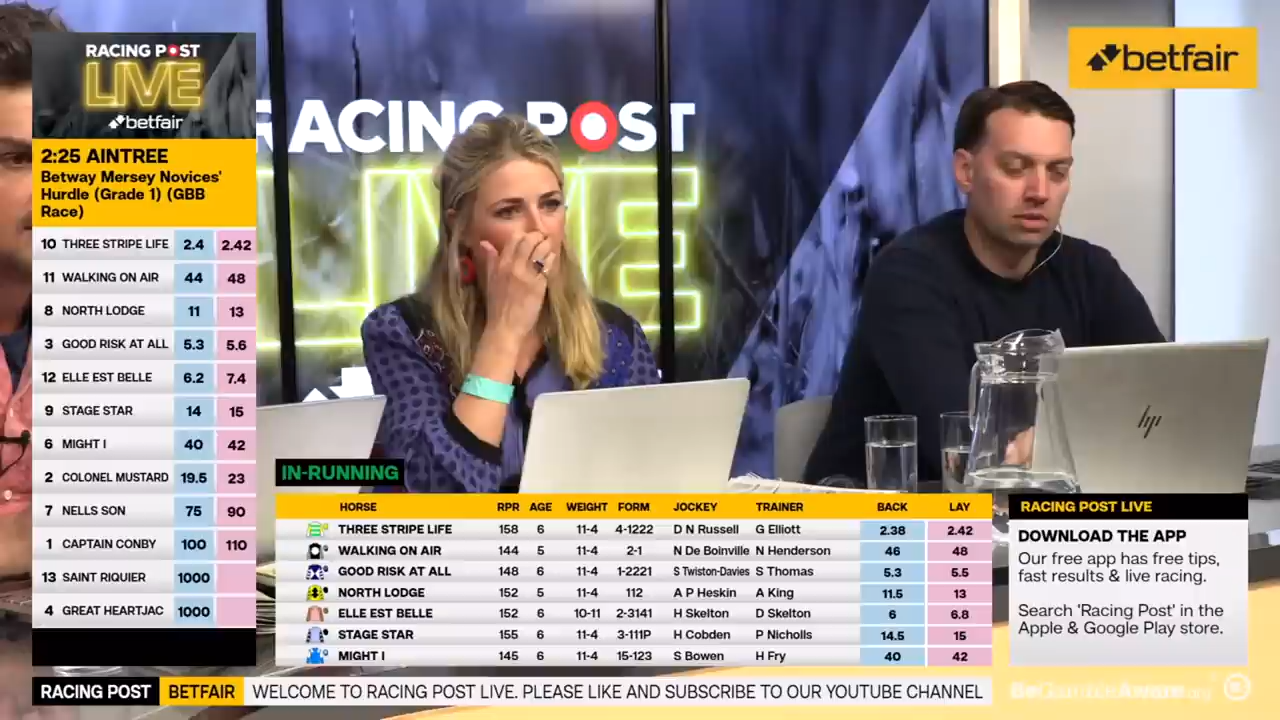 RACING POST
LIVE
betfair
2:25 AINTREE
Betway Mersey Novices'
Hurdle (Grade 1) (GBB
Race)
10 THREE STRIPE LIFE 2.4 2.42
11 WALKING ON AIR 44 48
8 NORTH LODGE 11 13
3 GOOD RISK AT ALL 5.3 5.6
12 ELLE EST BELLE 6.2 7.4
9 STAGE STAR 14 15
6 MIGHT I 40 42
2 COLONEL MUSTARD 19.5 23
7 NELLS SON 75 90
1 CAPTAIN CONBY 100 110
13 SAINT RIQUIER 1000
4 GREAT HEARTJAC 1000
RACING POST
LIVE
betfair
hp
IN-RUNNING
HORSE RPR AGE WEIGHT FORM JOCKEY TRAINER BACK LAY
THREE STRIPE LIFE 158 6 11-4 4-1222 D N Russell G Elliott 2.38 2.42
WALKING ON AIR 144 5 11-4 2-1 N De Boinville N Henderson 46 48
GOOD RISK AT ALL 148 6 11-4 1-2221 S Twiston-Davies S Thomas 5.3 5.5
NORTH LODGE 152 5 11-4 112 A P Heskin A King 11.5 13
ELLE EST BELLE 152 6 10-11 2-3141 H Skelton D Skelton 6 6.8
STAGE STAR 155 6 11-4 3-111P H Cobden P Nicholls 14.5 15
MIGHT I 145 6 11-4 15-123 S Bowen H Fry 40 42
RACING POST LIVE
DOWNLOAD THE APP
Our free app has free tips,
fast results & live racing.
Search 'Racing Post' in the
Apple & Google Play store.
RACING POST BETFAIR WELCOME TO RACING POST LIVE. PLEASE LIKE AND SUBSCRIBE TO OUR YOUTUBE CHANNEL
BeGambleAware.org